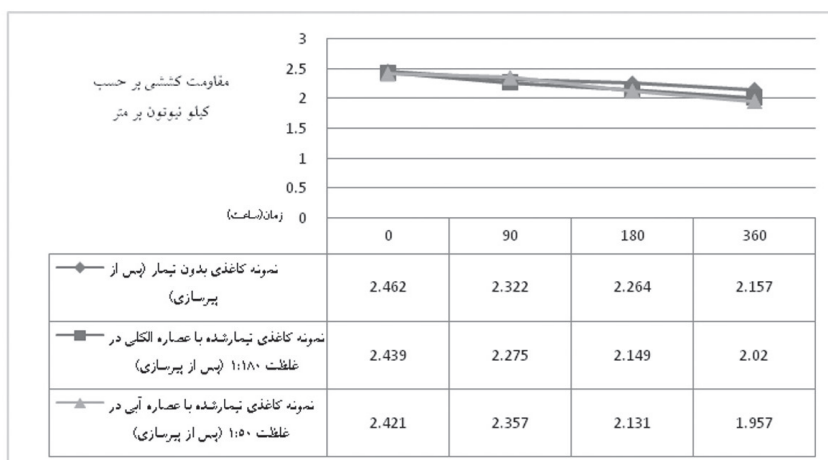 3
2.5
2
1.5
1
0.5
0
مقاومت کششی بر حسب
کیلو نیوتون بر متر
زمان(ساعت)
0 90 180 360
نمونه کاغذی بدون تیمار (پس از
پیرسازی)
2.462 2.322 2.264 2.157
نمونه کاغذی تیمارشده با عصاره الکلی در
غلظت ۱:۱۸۰ (پس از پیرسازی)
2.439 2.275 2.149 2.02
نمونه کاغذی تیمارشده با عصاره آبی در
غلظت ۱:۵۰ (پس از پیرسازی)
2.421 2.357 2.131 1.957